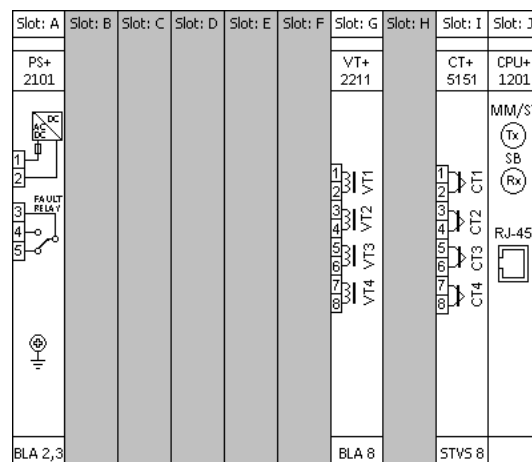 Slot: A Slot: B Slot: C Slot: D Slot: E Slot: F Slot: G Slot: H Slot: I Slot: J
PS+
2101
VT+
2211
CT+
5151
CPU+
1201
AC
DC
DC
1
2
FAULT
RELAY
3
4
5
1
2
3
4
5
6
7
8
VT1
VT2
VT3
VT4
1
2
3
4
5
6
7
8
CT1
CT2
CT3
CT4
MM/S
Tx
SB
Rx
RJ-45
BLA 2,3
BLA 8
STVS 8